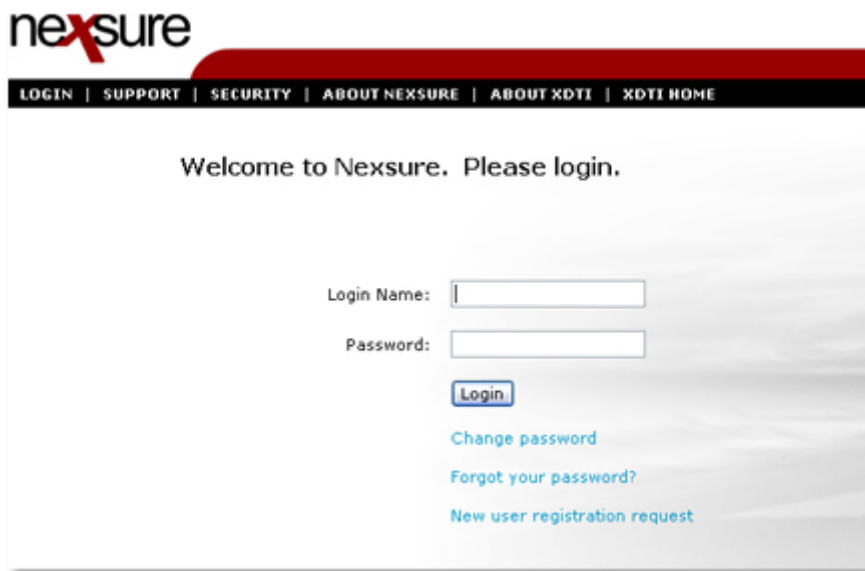 nexsure
LOGIN | SUPPORT | SECURITY | ABOUT NEXSURE | ABOUT XDTI | XDTI HOME
Welcome to Nexsure. Please login.
Login Name:
Password:
Login
Change password
Forgot your password?
New user registration request